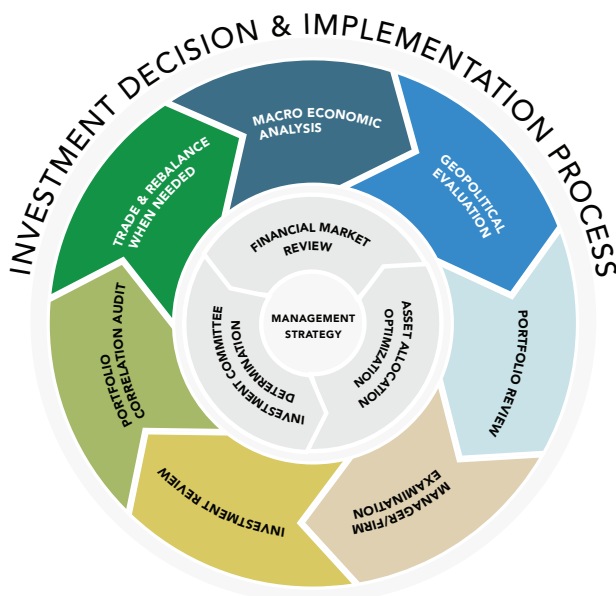 INVESTMENT DECISION & IMPLEMENTATION PROCESS
MACRO ECONOMIC
ANALYSIS
GEOPOLITICAL
EVALUATION
PORTFOLIO REVIEW
MANAGER/FIRM
EXAMINATION
INVESTMENT REVIEW
PORTFOLIO
CORRELATION AUDIT
TRADE & REBALANCE
WHEN NEEDED
FINANCIAL MARKET
REVIEW
ASSET ALLOCATION
OPTIMIZATION
INVESTMENT COMMITTEE
DETERMINATION
MANAGEMENT
STRATEGY